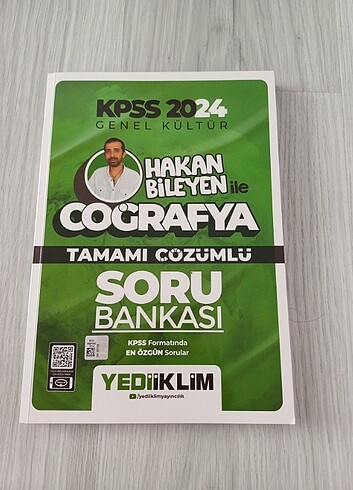 KPSS 2024
GENEL KÜLTÜR
HAKAN
BİLEYEN ile
COĞRAFYA
TAMAMI ÇÖZÜMLÜ
SORU
BANKASI
KPSS Formatında
EN ÖZGÜN Sorular
YEDİİKLİM
/yediiklimyayincilik